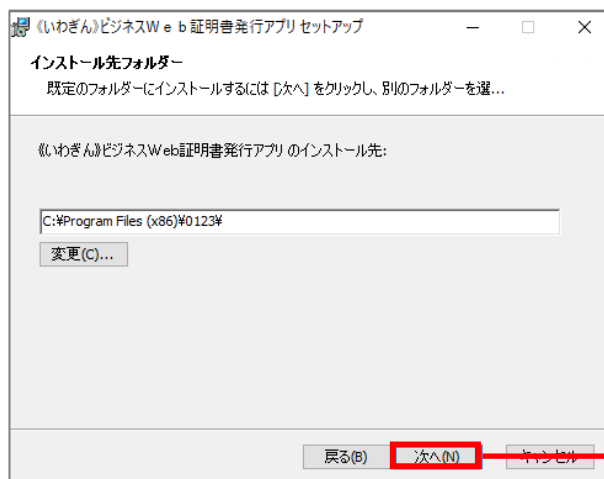 《いわぎん》ビジネスWeb証明書発行アプリ セットアップ
インストール先フォルダー
既定のフォルダーにインストールするには [次へ] をクリックし、別のフォルダーを選...
《いわぎん》ビジネスWeb証明書発行アプリ のインストール先:
C:¥Program Files (x86)¥0123¥
変更(C)...
戻る(B) 次へ(N) キャンセル